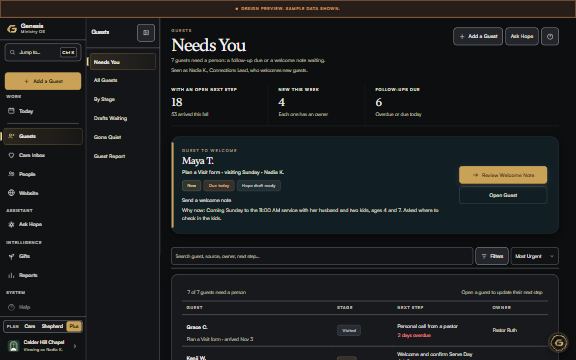 DESIGN PREVIEW. SAMPLE DATA SHOWN.
Genesis
Ministry OS
Jump to...
Ctrl K
+ Add a Guest
WORK
Today
Guests
Care Inbox
People
Website
ASSISTANT
Ask Hope
INTELLIGENCE
Gifts
Reports
SYSTEM
Help
PLAN Care Shepherd Plus
Calder Hill Chapel
Viewing as Nadia K.
Guests
Needs You
All Guests
By Stage
Drafts Waiting
Gone Quiet
Guest Report
GUESTS
Needs You
7 guests need a person: a follow-up due or a welcome note waiting.
Seen as Nadia K., Connections Lead, who welcomes new guests.
+ Add a Guest
Ask Hope
WITH AN OPEN NEXT STEP
18
53 arrived this fall
NEW THIS WEEK
4
Each one has an owner
FOLLOW-UPS DUE
6
Overdue or due today
GUEST TO WELCOME
Maya T.
Plan a Visit form • visiting Sunday • Nadia K.
New
Due today
Hope draft ready
Send a welcome note
Why now: Coming Sunday to the 11:00 AM service with her husband and two kids, ages 4 and 7. Asked where to
check in the kids.
→ Review Welcome Note
Open Guest
Search guest, source, owner, next step...
Filters
Most Urgent
7 of 7 guests need a person
Open a guest to update their next step
GUEST
STAGE
NEXT STEP
OWNER
Grace C.
Plan a Visit form • arrived Nov 3
Visited
Personal call from a pastor
2 days overdue
Pastor Ruth
Kenji W.
Welcome and confirm Serve Day